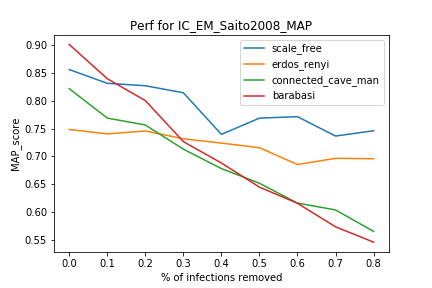 Perf for IC_EM_Saito2008_MAP
scale_free
erdos_renyi
connected_cave_man
barabasi
MAP_score
0.90
0.85
0.80
0.75
0.70
0.65
0.60
0.55
0.0 0.1 0.2 0.3 0.4 0.5 0.6 0.7 0.8
% of infections removed